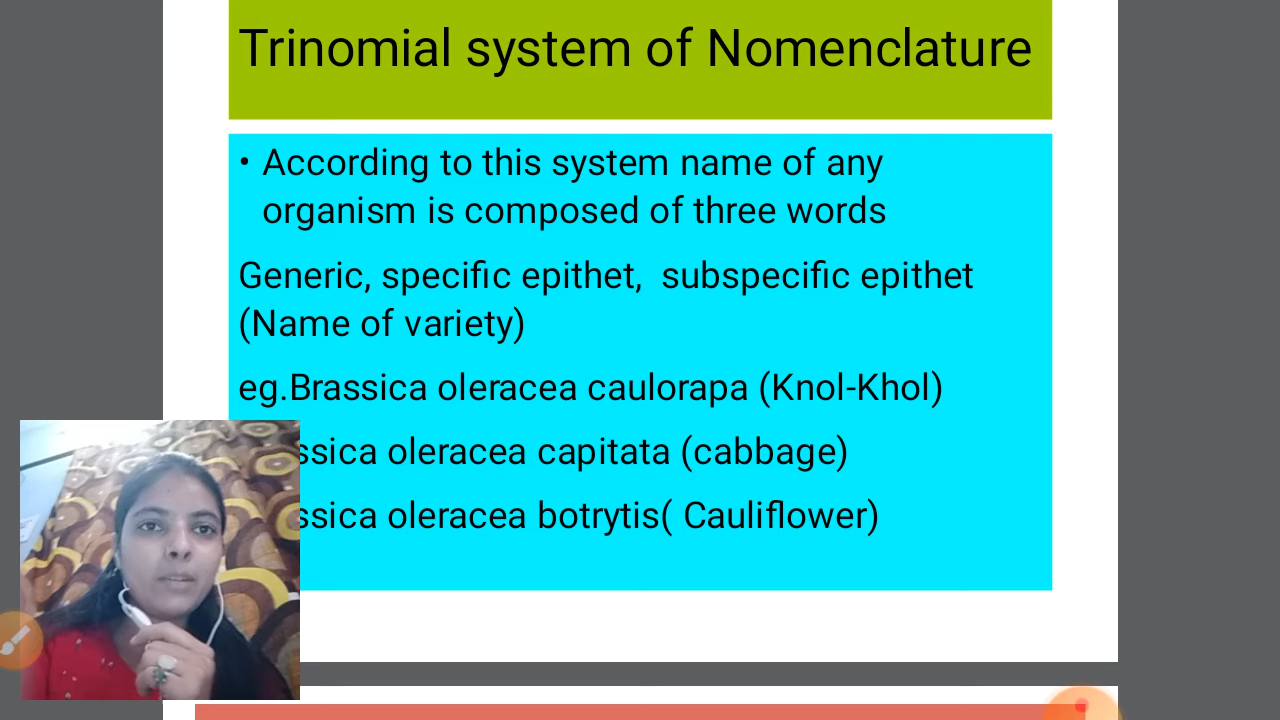 Trinomial system of Nomenclature
• According to this system name of any
organism is composed of three words
Generic, specific epithet, subspecific epithet
(Name of variety)
eg.Brassica oleracea caulorapa (Knol-Khol)
ssica oleracea capitata (cabbage)
ssica oleracea botrytis( Cauliflower)